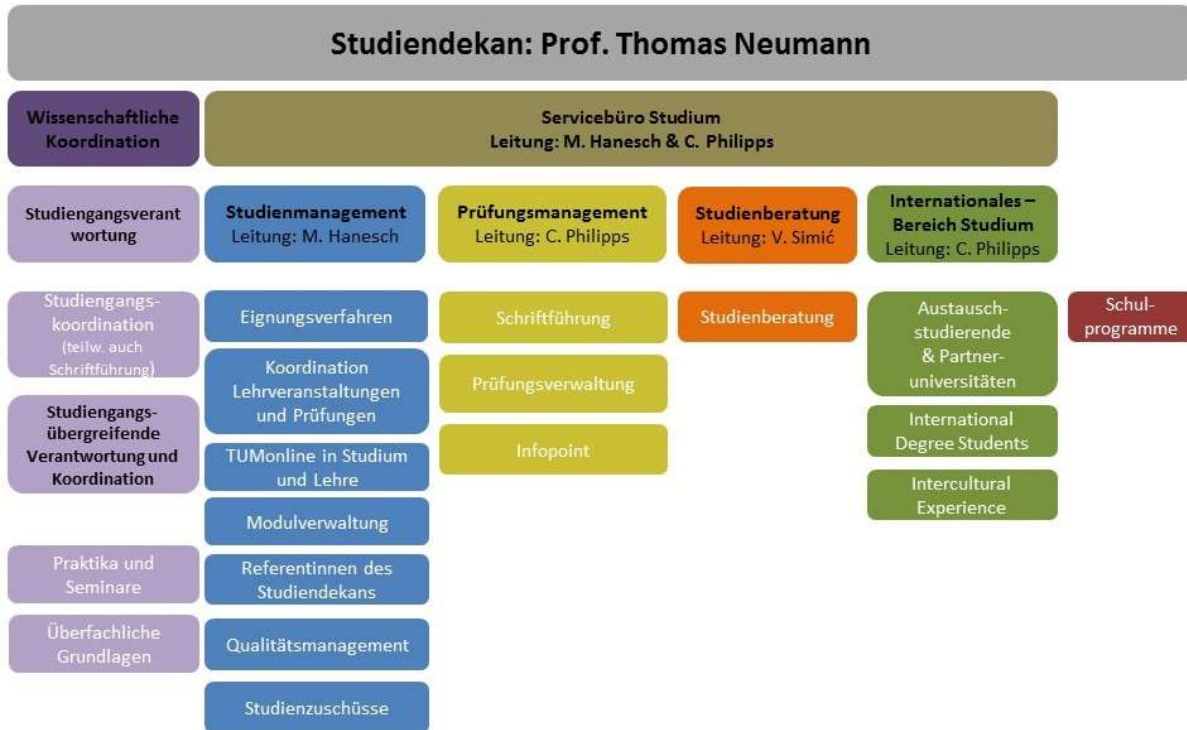 Studiendekan: Prof. Thomas Neumann
Wissenschaftliche
Koordination
Servicebüro Studium
Leitung: M. Hanesch & C. Philipps
Studiengangsverant
wortung
Studienmanagement
Leitung: M. Hanesch
Prüfungsmanagement
Leitung: C. Philipps
Studienberatung
Leitung: V. Simić
Internationales –
Bereich Studium
Leitung: C. Philipps
Studiengangs-
koordination
(teilw. auch
Schriftführung)
Studiengangs-
übergreifende
Verantwortung und
Koordination
Praktika und
Seminare
Überfachliche
Grundlagen
Eignungsverfahren
Koordination
Lehrveranstaltungen
und Prüfungen
TUMonline in Studium
und Lehre
Modulverwaltung
Referentinnen des
Studiendekans
Qualitätsmanagement
Studienzuschüsse
Schriftführung
Prüfungsverwaltung
Infopoint
Studienberatung
Austausch-
studierende
& Partner-
universitäten
International
Degree Students
Intercultural
Experience
Schul-
programme